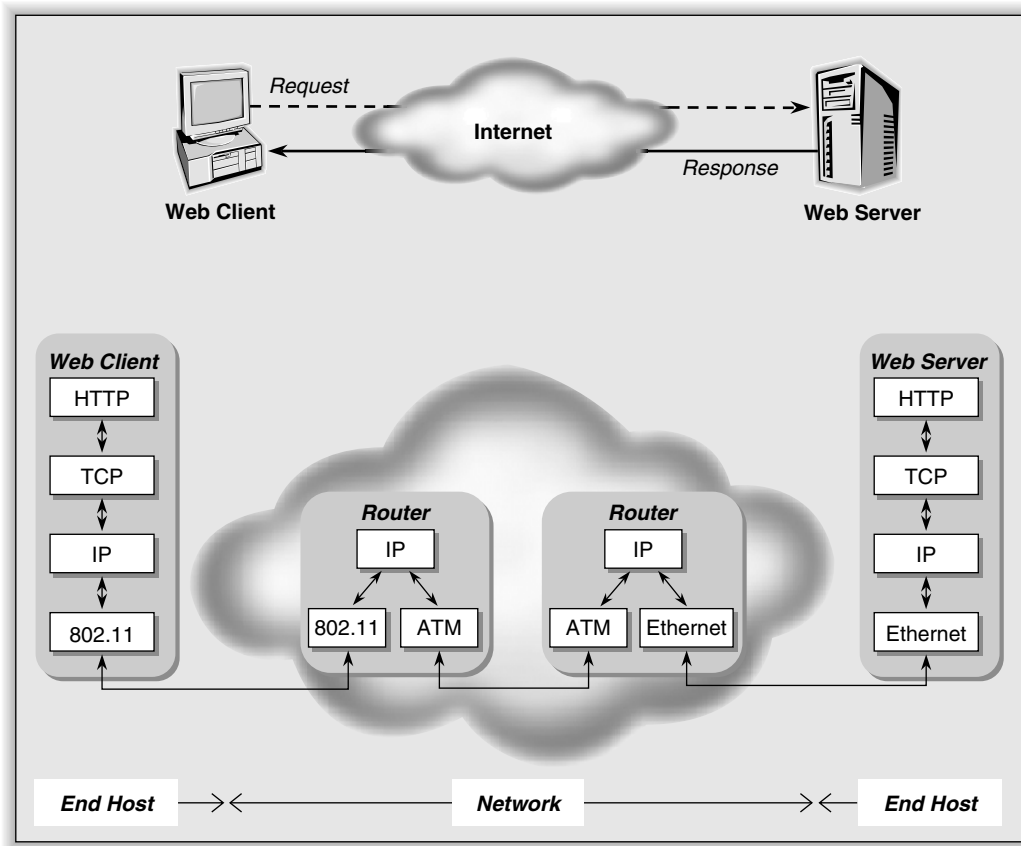 Request
Internet
Response
Web Client
Web Server
Web Client
HTTP
TCP
IP
802.11
Router
IP
802.11
ATM
Router
IP
ATM
Ethernet
Web Server
HTTP
TCP
IP
Ethernet
End Host
Network
End Host